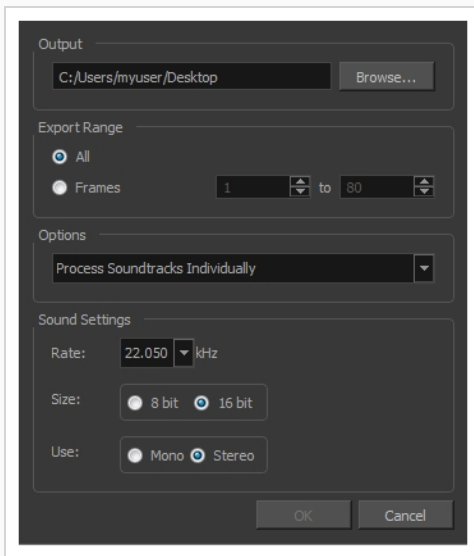 Output
C:/Users/myuser/Desktop Browse...
Export Range
All
Frames 1 to 80
Options
Process Soundtracks Individually
Sound Settings
Rate: 22.050 kHz
Size: 8 bit 16 bit
Use: Mono Stereo
OK Cancel